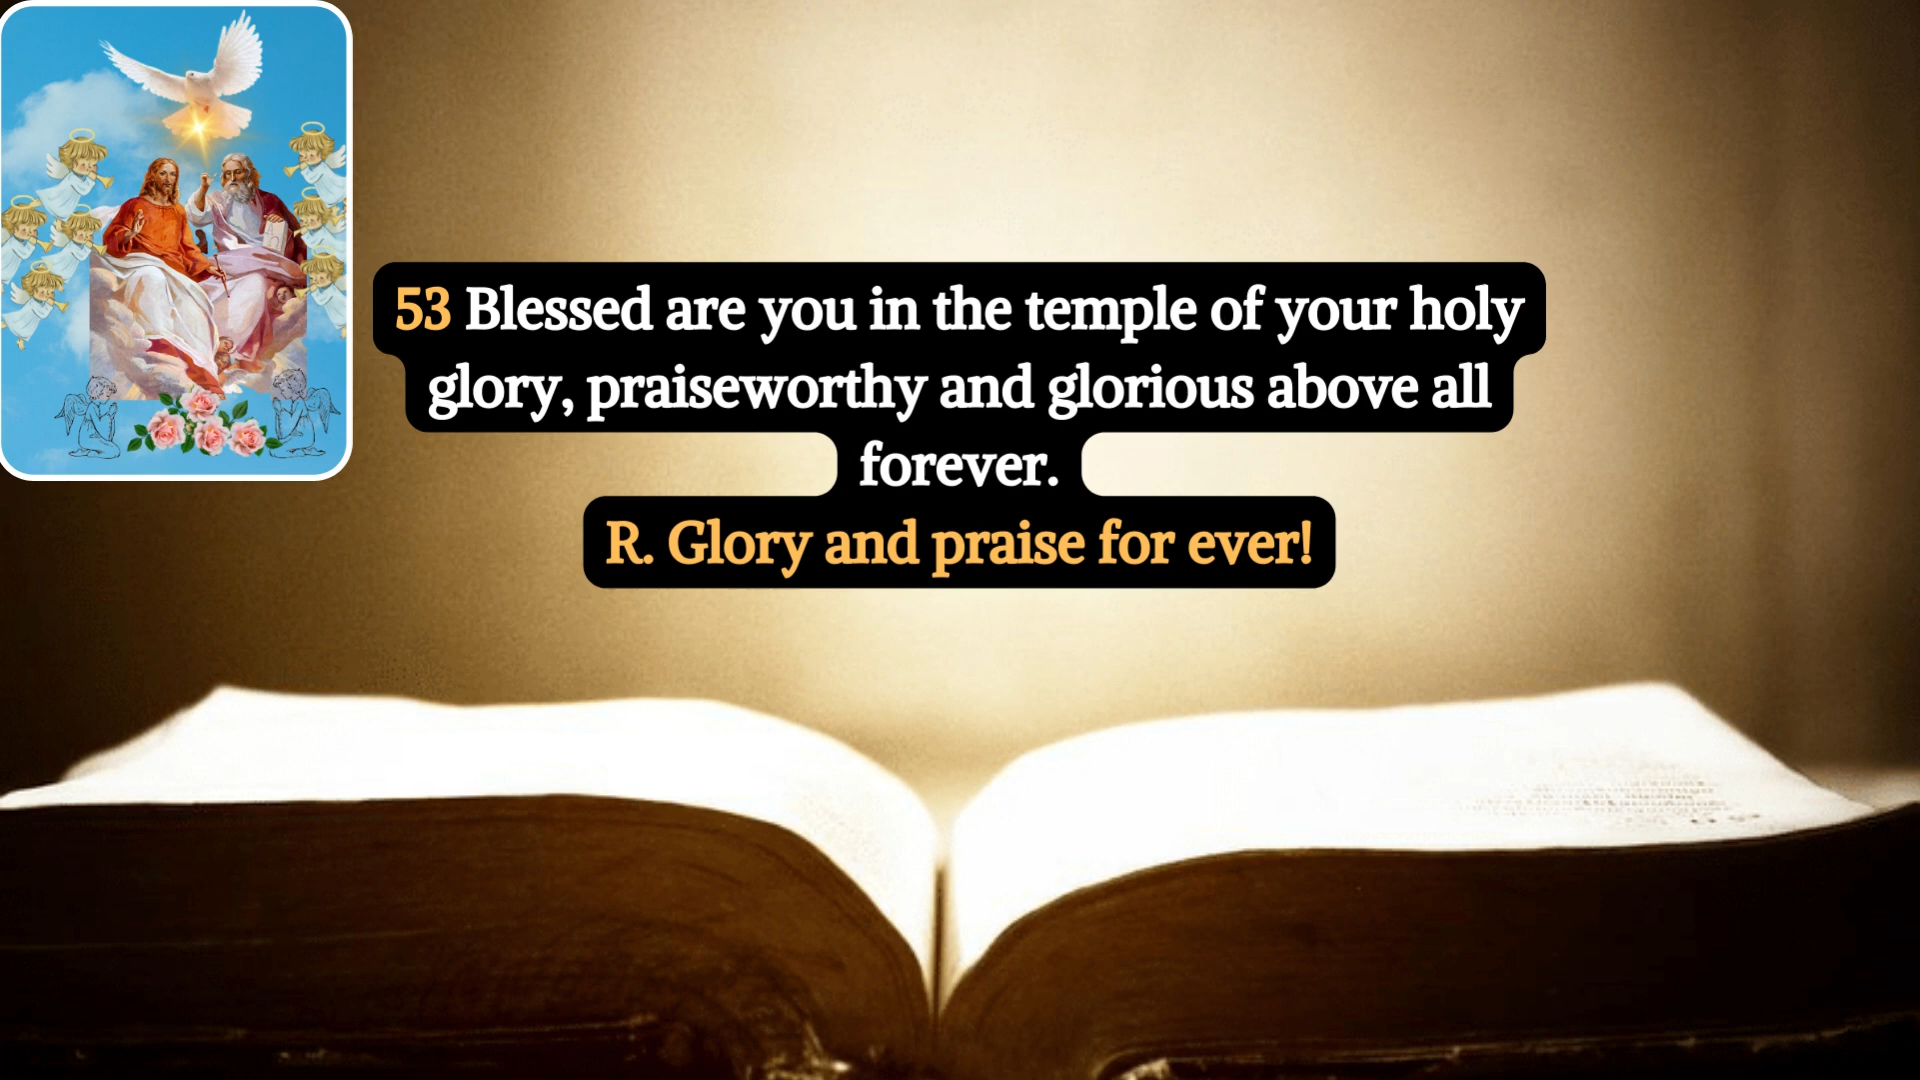 53 Blessed are you in the temple of your holy
glory, praiseworthy and glorious above all
forever.
R. Glory and praise for ever!